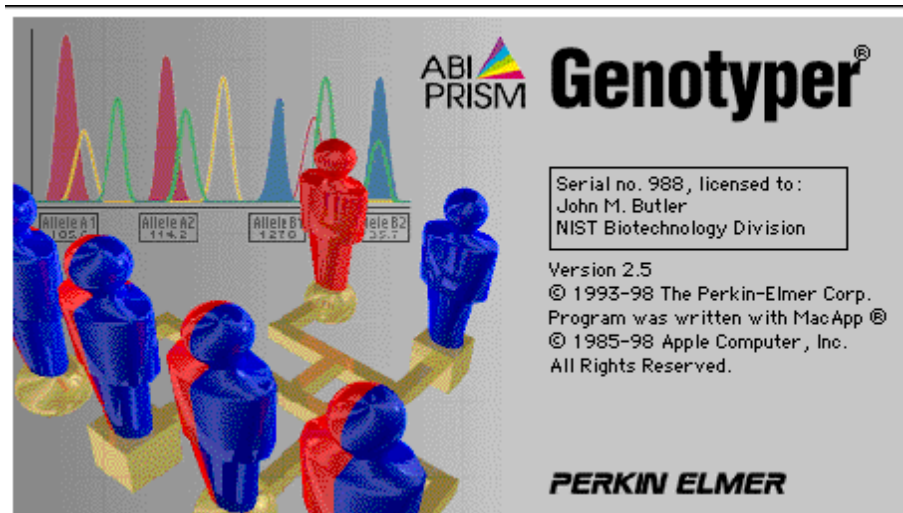 ABI
PRISM
Genotyper®
Serial no. 988, licensed to:
John M. Butler
NIST Biotechnology Division
Version 2.5
© 1993-98 The Perkin-Elmer Corp.
Program was written with MacApp ®
© 1985-98 Apple Computer, Inc.
All Rights Reserved.
Allele A1
Allele A2
114.2
Allele B1
PERKIN ELMER